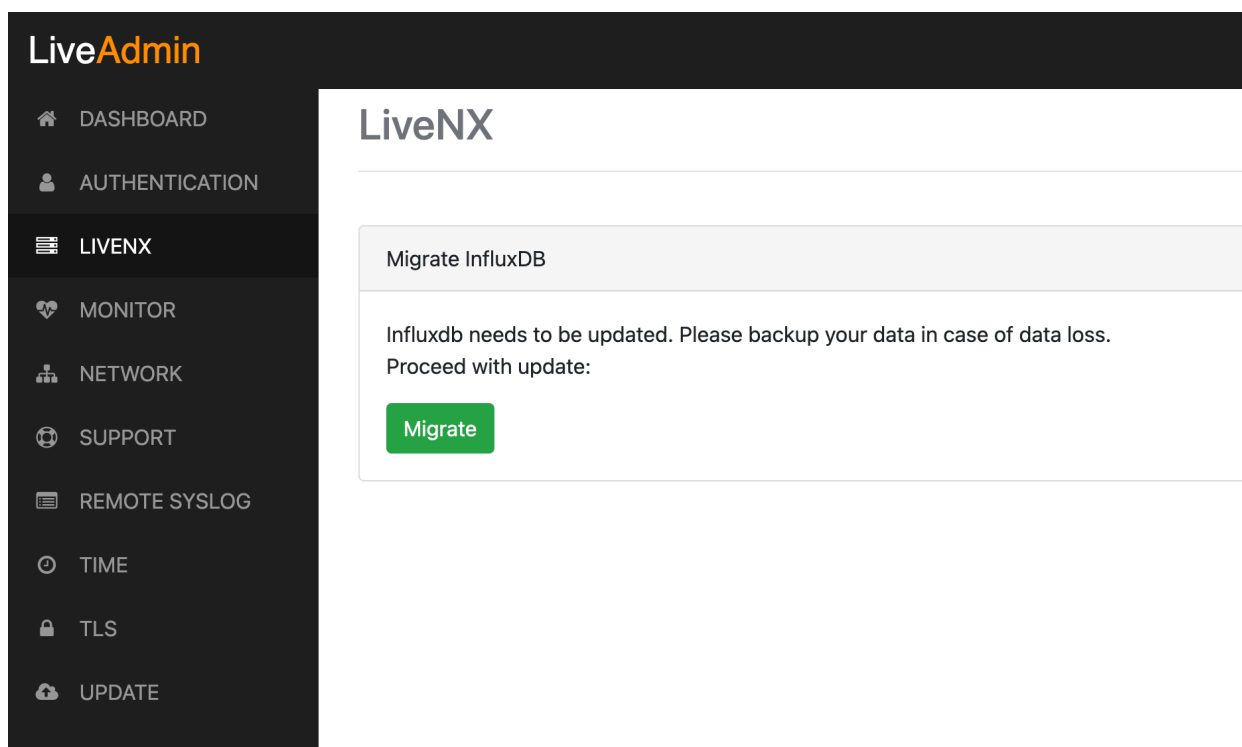 LiveAdmin
DASHBOARD
AUTHENTICATION
LIVENX
MONITOR
NETWORK
SUPPORT
REMOTE SYSLOG
TIME
TLS
UPDATE
LiveNX
Migrate InfluxDB
Influxdb needs to be updated. Please backup your data in case of data loss.
Proceed with update:
Migrate